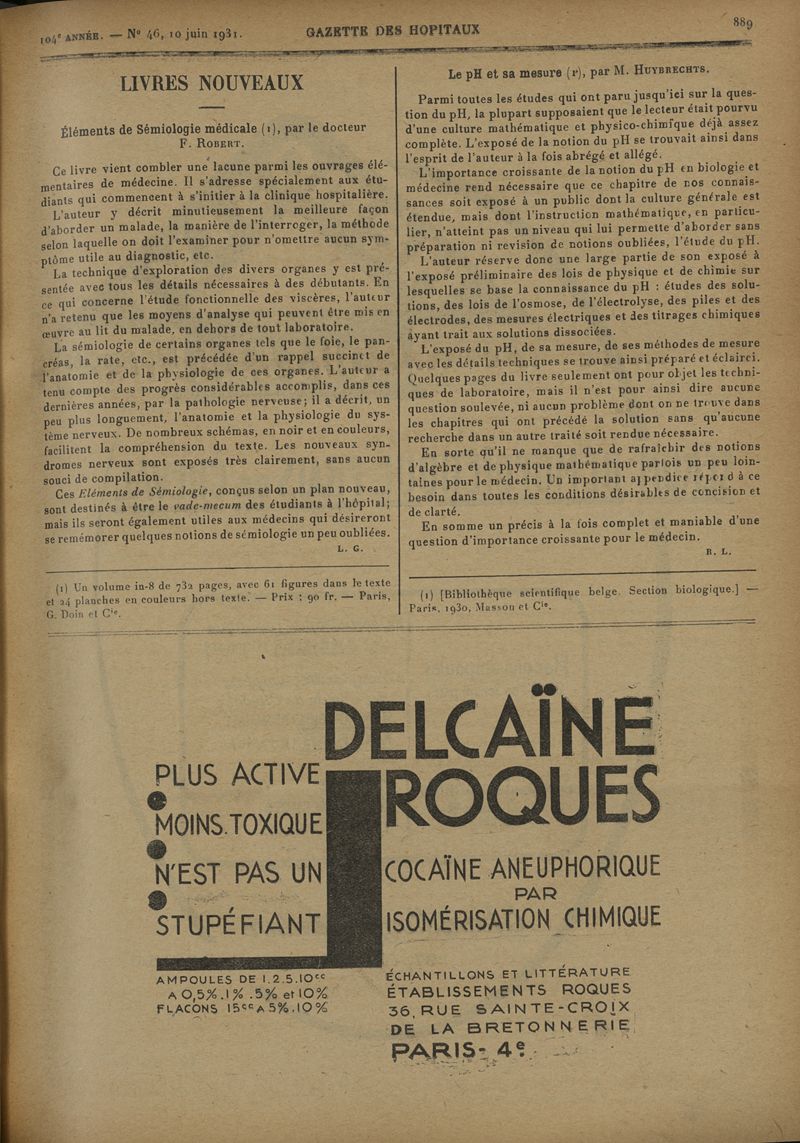 104e ANNÉE. — N° 46, 10 juin 1931.
GAZETTE DES HOPITAUX
889
LIVRES NOUVEAUX
Éléments de Sémiologie médicale (1), par le docteur
F. ROBERT.
Ce livre vient combler une lacune parmi les ouvrages élé-
mentaires de médecine. Il s'adresse spécialement aux étu-
diants qui commencent à s'initier à la clinique hospitalière.
L'auteur y décrit minutieusement la meilleure façon
d'aborder un malade, la manière de l'interroger, la méthode
selon laquelle on doit l'examiner pour n'omettre aucun sym-
ptôme utile au diagnostic, etc.
La technique d'exploration des divers organes y est pré-
sentée avec tous les détails nécessaires à des débutants. En
ce qui concerne l'étude fonctionnelle des viscères, l'auteur
n'a retenu que les moyens d'analyse qui peuvent être mis en
œuvre au lit du malade, en dehors de tout laboratoire.
La sémiologie de certains organes tels que le foie, le pan-
créas, la rate, etc., est précédée d'un rappel succinct de
l'anatomie et de la physiologie de ces organes. L'auteur a
tenu compte des progrès considérables accomplis, dans ces
dernières années, par la pathologie nerveuse; il a décrit, un
peu plus longuement, l'anatomie et la physiologie du sys-
tème nerveux. De nombreux schémas, en noir et en couleurs,
facilitent la compréhension du texte. Les nouveaux syn-
dromes nerveux sont exposés très clairement, sans aucun
souci de compilation.
Ces Eléments de Sémiologie, conçus selon un plan nouveau,
sont destinés à être le vade-mecum des étudiants à l'hôpital;
mais ils seront également utiles aux médecins qui désireront
se remémorer quelques notions de sémiologie un peu oubliées.
L. G.
(1) Un volume in-8 de 732 pages, avec 61 figures dans le texte
et 24 planches en couleurs hors texte. — Prix : 90 fr. — Paris,
G. Doin et Cie.
Le pH et sa mesure (1), par M. HUYBRECHTS.
Parmi toutes les études qui ont paru jusqu'ici sur la ques-
tion du pH, la plupart supposaient que le lecteur était pourvu
d'une culture mathématique et physico-chimique déjà assez
complète. L'exposé de la notion du pH se trouvait ainsi dans
l'esprit de l'auteur à la fois abrégé et allégé.
L'importance croissante de la notion du pH en biologie et
médecine rend nécessaire que ce chapitre de nos connais-
sances soit exposé à un public dont la culture générale est
étendue, mais dont l'instruction mathématique, en particu-
lier, n'atteint pas un niveau qui lui permette d'aborder sans
préparation ni revision de notions oubliées, l'étude du pH.
L'auteur réserve donc une large partie de son exposé à
l'exposé préliminaire des lois de physique et de chimie sur
lesquelles se base la connaissance du pH : études des solu-
tions, des lois de l'osmose, de l'électrolyse, des piles et des
électrodes, des mesures électriques et des titrages chimiques
ayant trait aux solutions dissociées.
L'exposé du pH, de sa mesure, de ses méthodes de mesure
avec les détails techniques se trouve ainsi préparé et éclairci.
Quelques pages du livre seulement ont pour objet les techni-
ques de laboratoire, mais il n'est pour ainsi dire aucune
question soulevée, ni aucun problème dont on ne trouve dans
les chapitres qui ont précédé la solution sans qu'aucune
recherche dans un autre traité soit rendue nécessaire.
En sorte qu'il ne manque que de rafraîchir des notions
d'algèbre et de physique mathématique parfois un peu loin-
taines pour le médecin. Un important appendice répond à ce
besoin dans toutes les conditions désirables de concision et
de clarté.
En somme un précis à la fois complet et maniable d'une
question d'importance croissante pour le médecin.
R. L.
(1) [Bibliothèque scientifique belge. Section biologique.] —
Paris, 1930, Masson et Cie.
DELCAÏNE
ROQUES
PLUS ACTIVE
MOINS.TOXIQUE
N'EST PAS UN
STUPÉFIANT
COCAÏNE ANEUPHORIQUE
PAR
ISOMÉRISATION CHIMIQUE
AMPOULES DE 1.2.5.10cc
A 0,5%.1% .5% et 10%
FLACONS 15cc A 5%.10%
ÉCHANTILLONS ET LITTÉRATURE
ÉTABLISSEMENTS ROQUES
36, RUE SAINTE-CROIX
DE LA BRETONNERIE
PARIS-4e